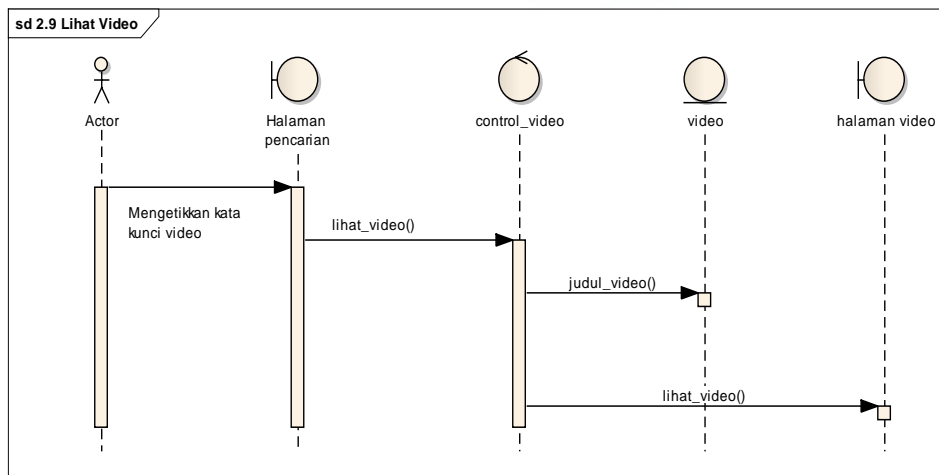 sd 2.9 Lihat Video
Actor
Halaman
pencarian
control_video
video
halaman video
Mengetikkan kata
kunci video
lihat_video()
judul_video()
lihat_video()